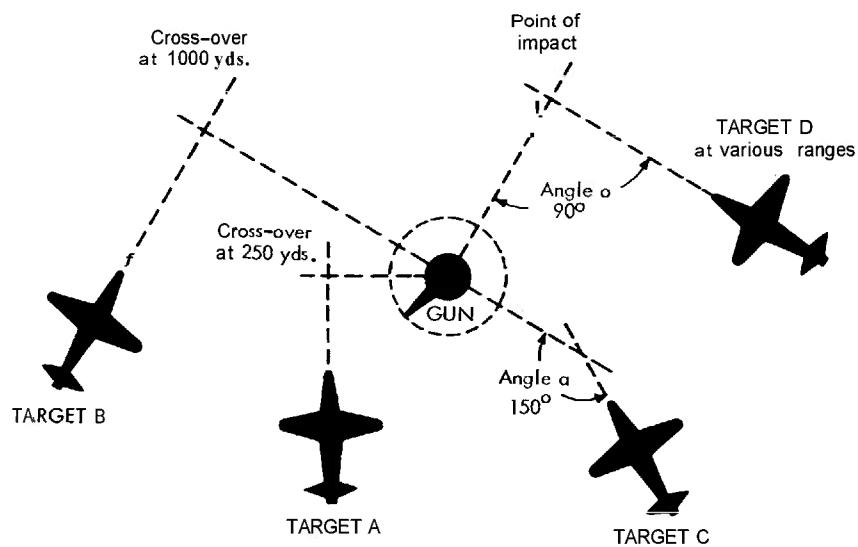 Cross-over
at 1000 yds.
Point of
impact
TARGET D
at various ranges
Angle o
90°
Cross-over
at 250 yds.
GUN
Angle a
150°
TARGET B
TARGET A
TARGET C